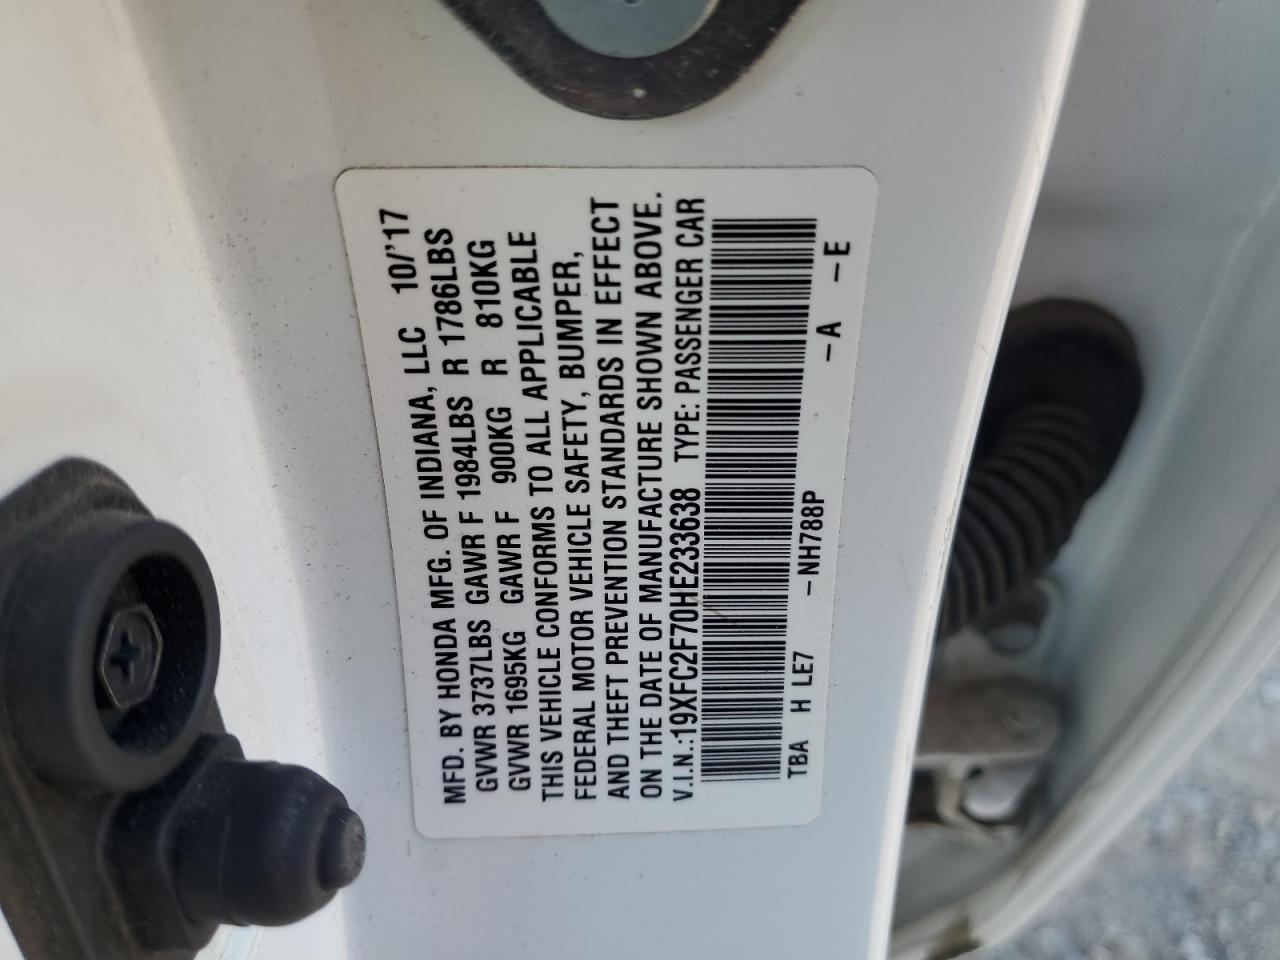 MFD. BY HONDA MFG. OF INDIANA, LLC 10/'17
GVWR 3737LBS GAWR F 1984LBS R 1786LBS
GVWR 1695KG GAWR F 900KG R 810KG
THIS VEHICLE CONFORMS TO ALL APPLICABLE
FEDERAL MOTOR VEHICLE SAFETY, BUMPER,
AND THEFT PREVENTION STANDARDS IN EFFECT
ON THE DATE OF MANUFACTURE SHOWN ABOVE.
V.I.N.:19XFC2F70HE233638 TYPE: PASSENGER CAR
TBA H LE7 –NH788P –A –E